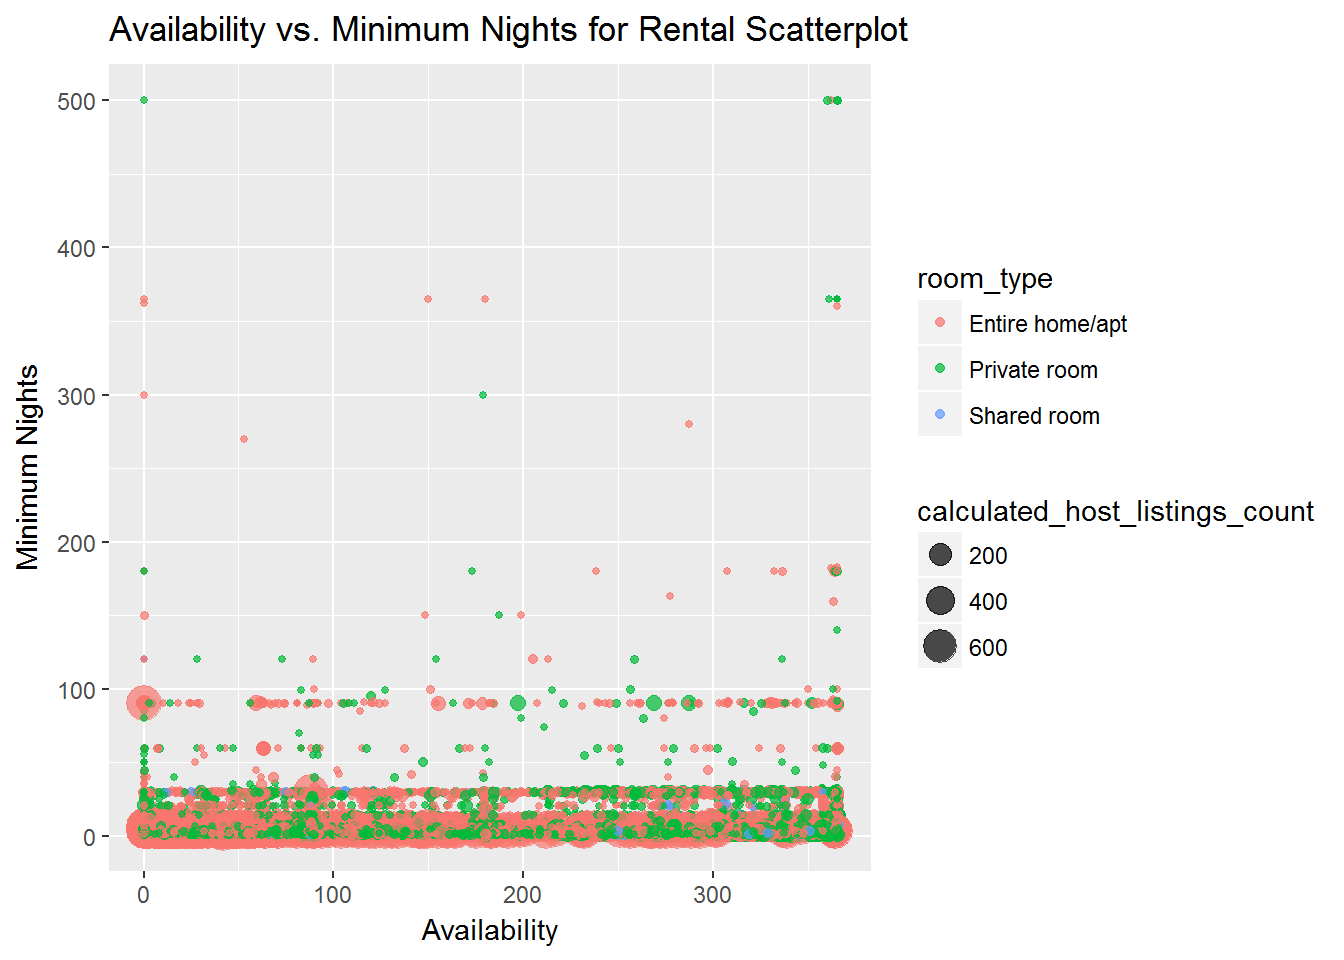 Availability vs. Minimum Nights for Rental Scatterplot
500
400
300
200
100
0
Minimum Nights
0
100
200
300
Availability
room_type
Entire home/apt
Private room
Shared room
calculated_host_listings_count
200
400
600